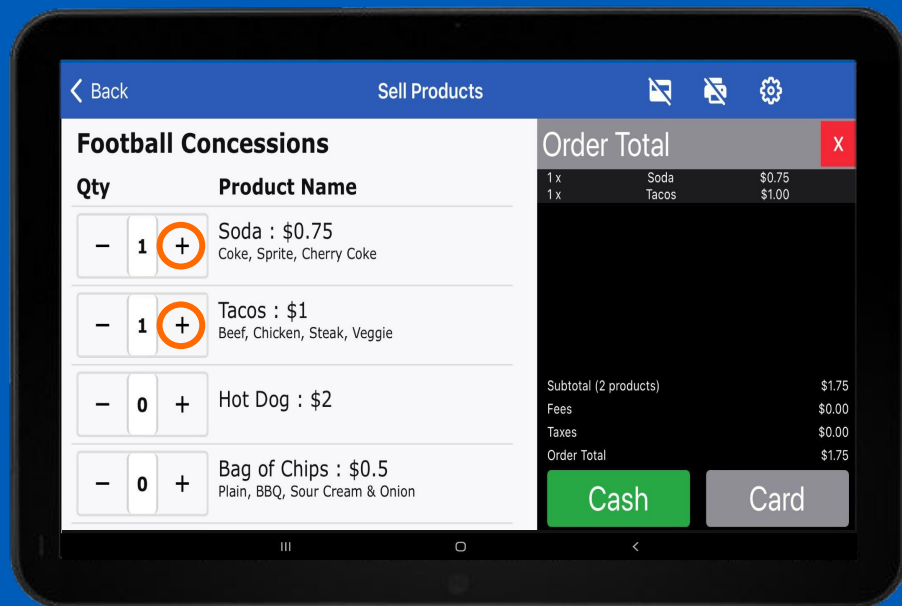 Back
Sell Products
Football Concessions
Qty Product Name
− 1 + Soda : $0.75
Coke, Sprite, Cherry Coke
− 1 + Tacos : $1
Beef, Chicken, Steak, Veggie
− 0 + Hot Dog : $2
− 0 + Bag of Chips : $0.5
Plain, BBQ, Sour Cream & Onion
Order Total X
1 x Soda $0.75
1 x Tacos $1.00
Subtotal (2 products) $1.75
Fees $0.00
Taxes $0.00
Order Total $1.75
Cash Card